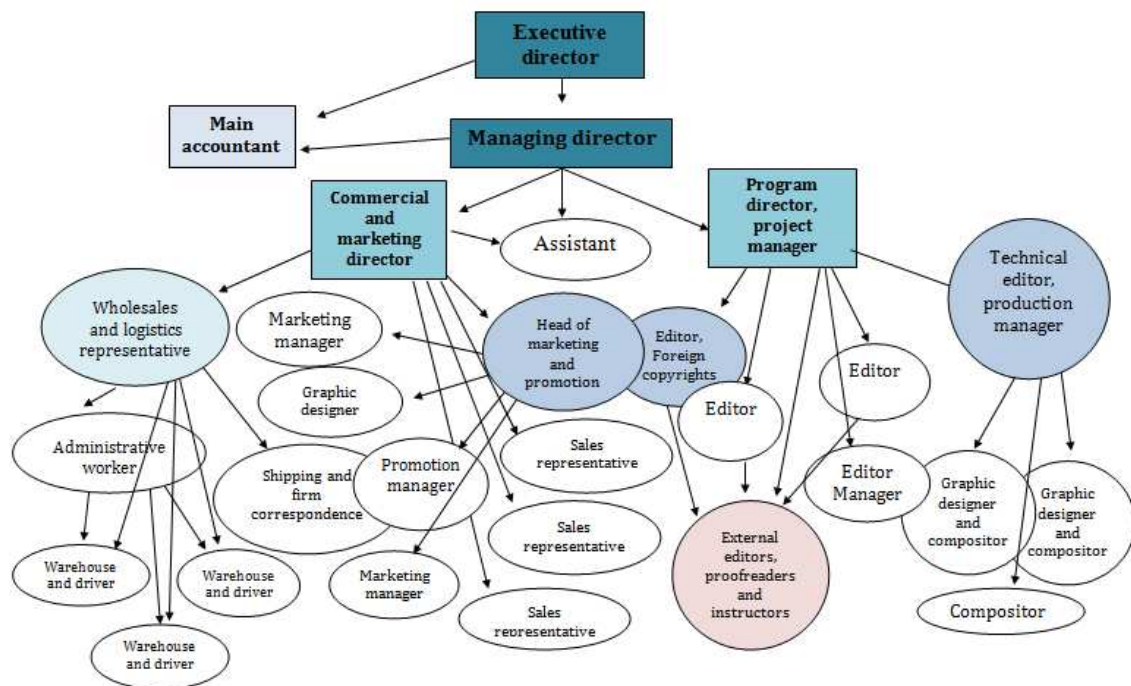 Executive
director
Main
accountant
Managing director
Commercial
and
marketing
director
Assistant
Program
director,
project
manager
Technical
editor,
production
manager
Wholesales
and logistics
representative
Marketing
manager
Head of
marketing
and
promotion
Editor,
Foreign
copyrights
Editor
Graphic
designer
Editor
Administrative
worker
Shipping and
firm
correspondence
Promotion
manager
Sales
representative
Editor
Manager
Graphic
designer
and
compositor
Graphic
designer
and
compositor
Sales
representative
External
editors,
proofreaders
and
instructors
Warehouse
and driver
Warehouse
and driver
Marketing
manager
Sales
representative
Compositor
Warehouse
and driver